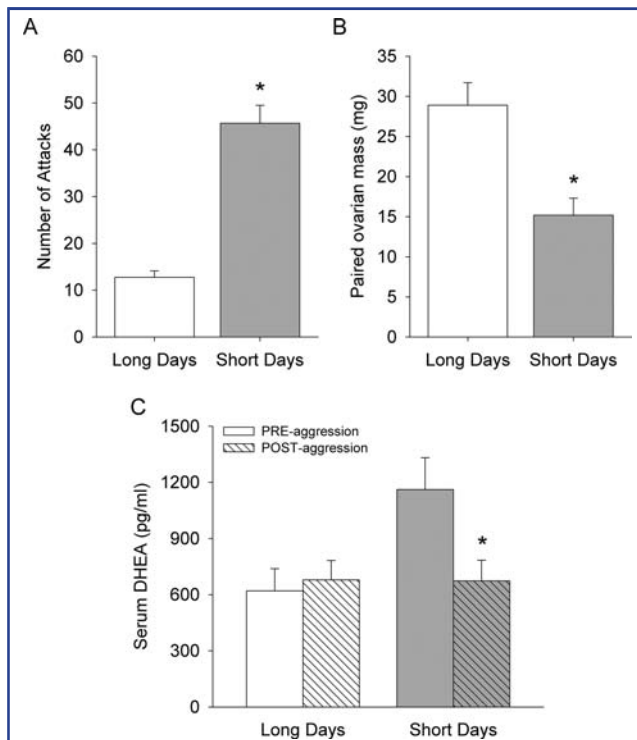 A
Number of Attacks
60
50
40
30
20
10
0
*
Long Days
Short Days
B
Paired ovarian mass (mg)
35
30
25
20
15
10
5
0
*
Long Days
Short Days
C
Serum DHEA (pg/ml)
1500
1200
900
600
300
0
PRE-aggression
POST-aggression
*
Long Days
Short Days